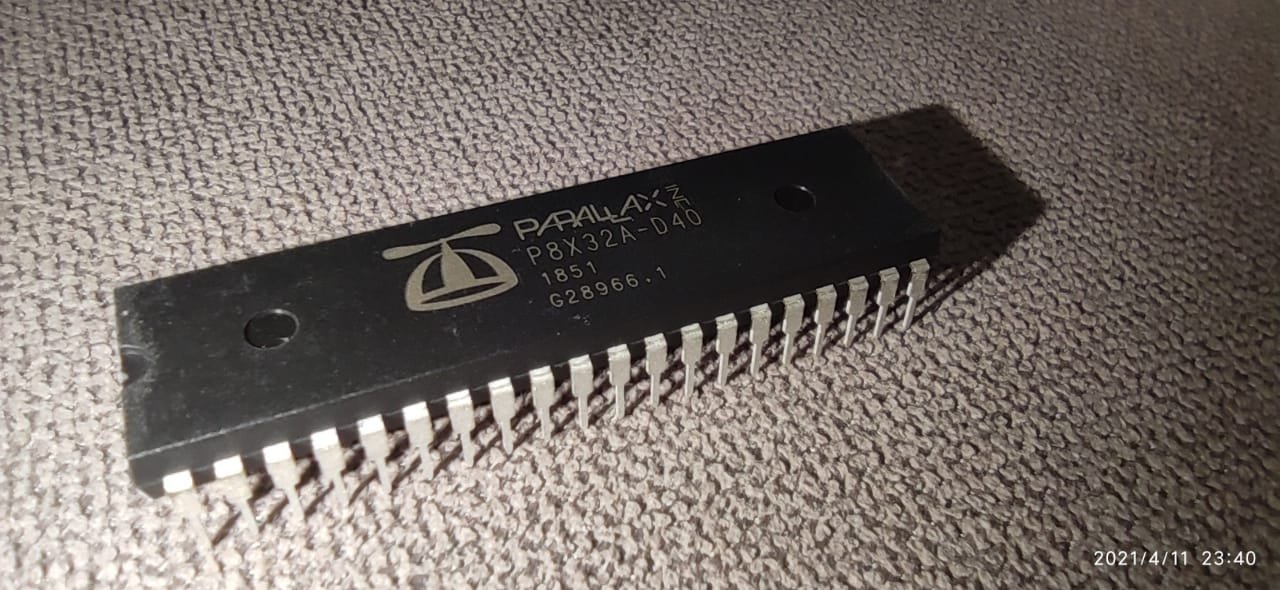 PARALLAX INC
P8X32A-D40
1851
G28966.1
2021/4/11 23:40